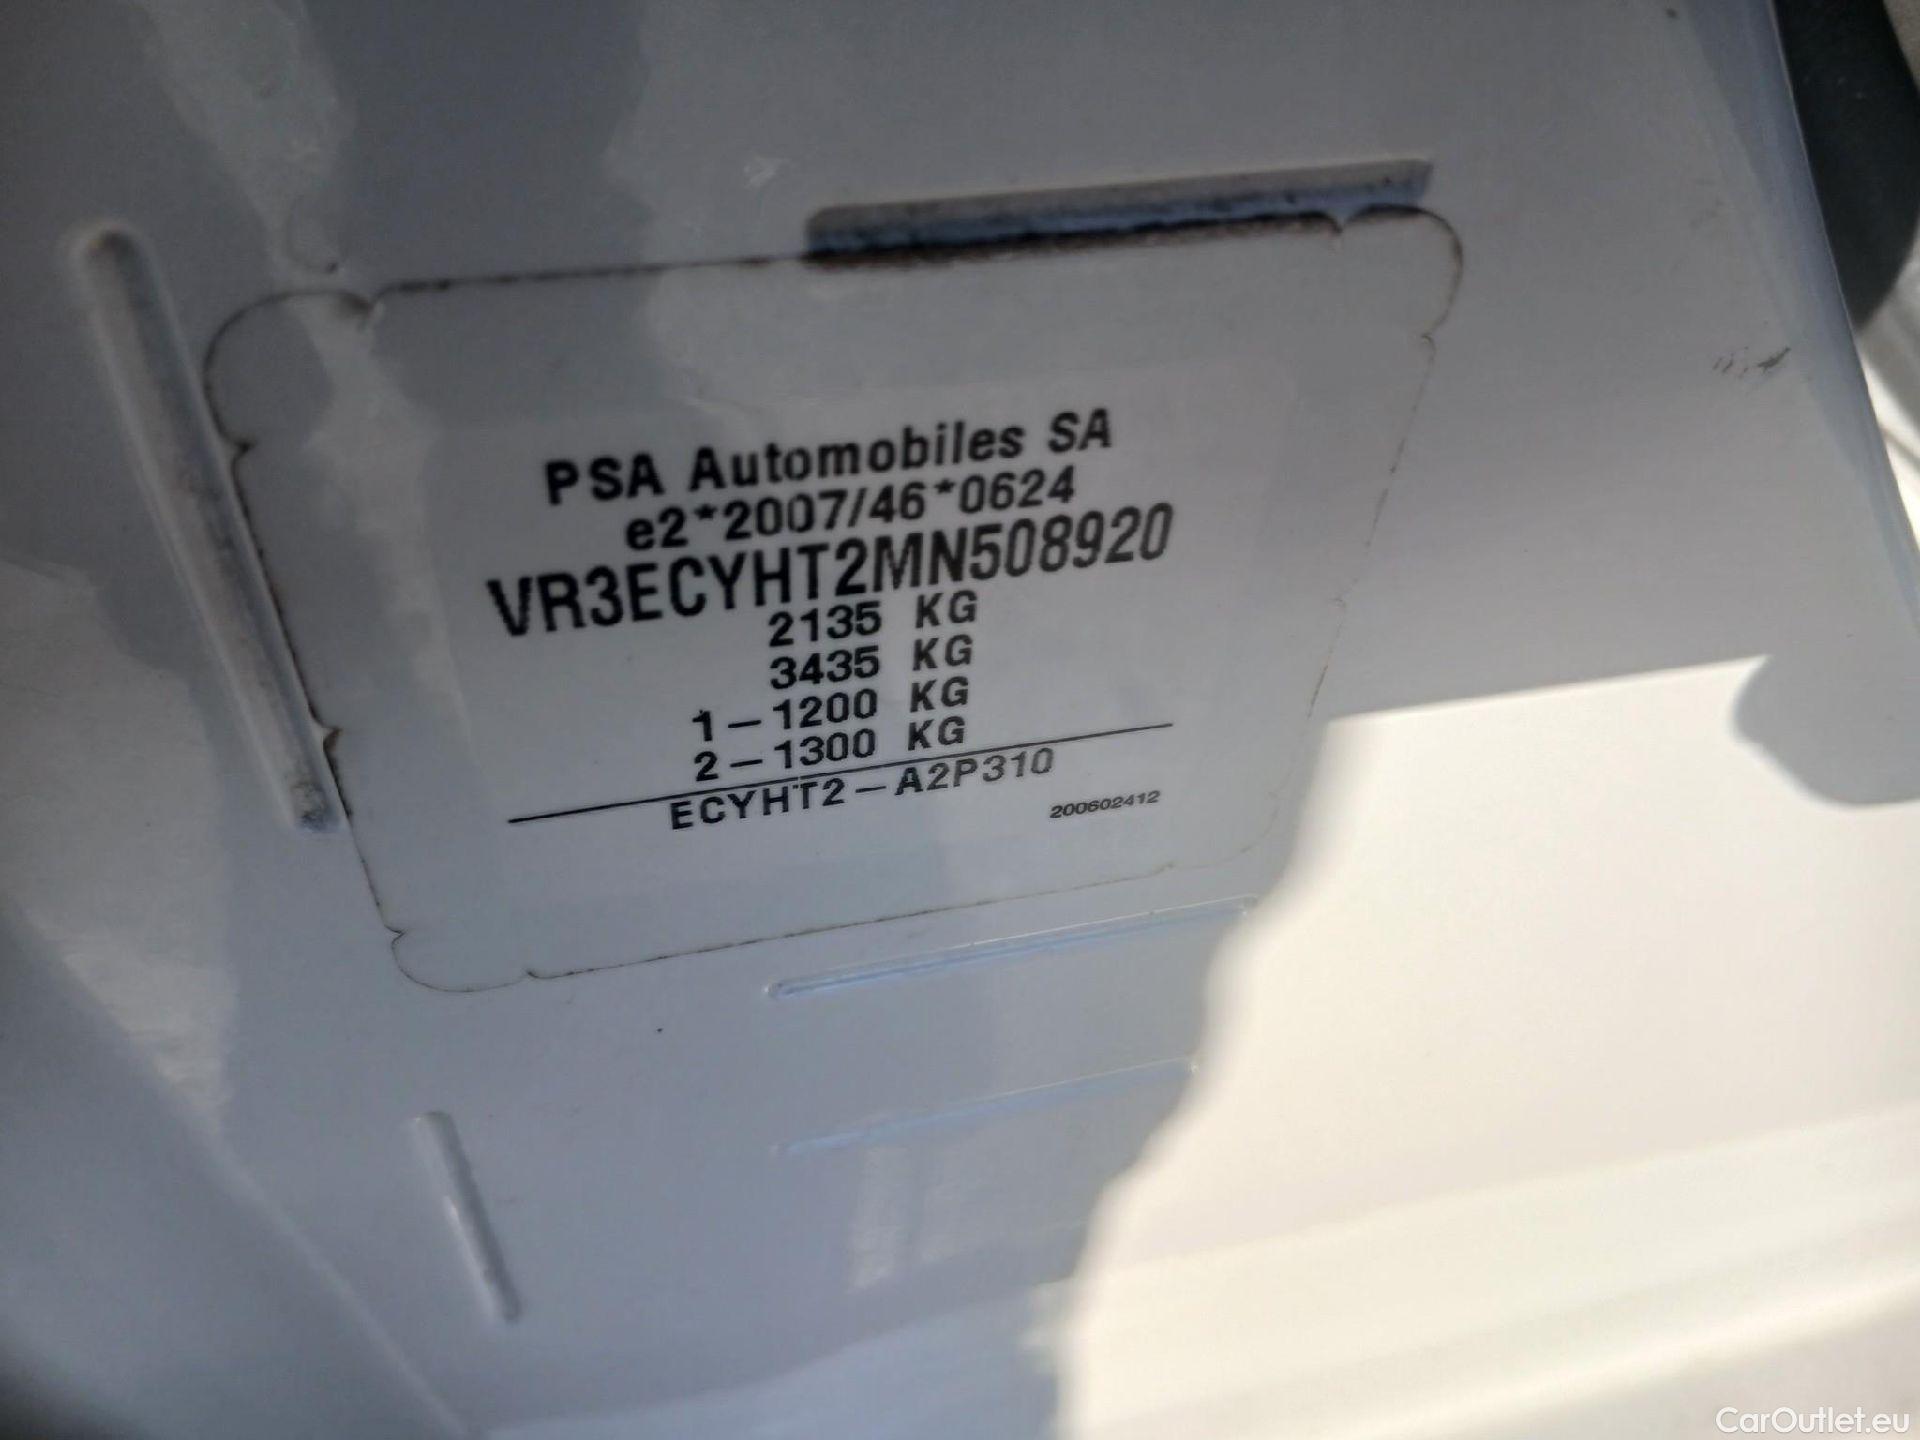 PSA Automobiles SA
e2*2007/46*0624
VR3ECYHT2MN508920
2135 KG
3435 KG
1-1200 KG
2-1300 KG
ECYHT2-A2P310
200602412
CarOutlet.eu